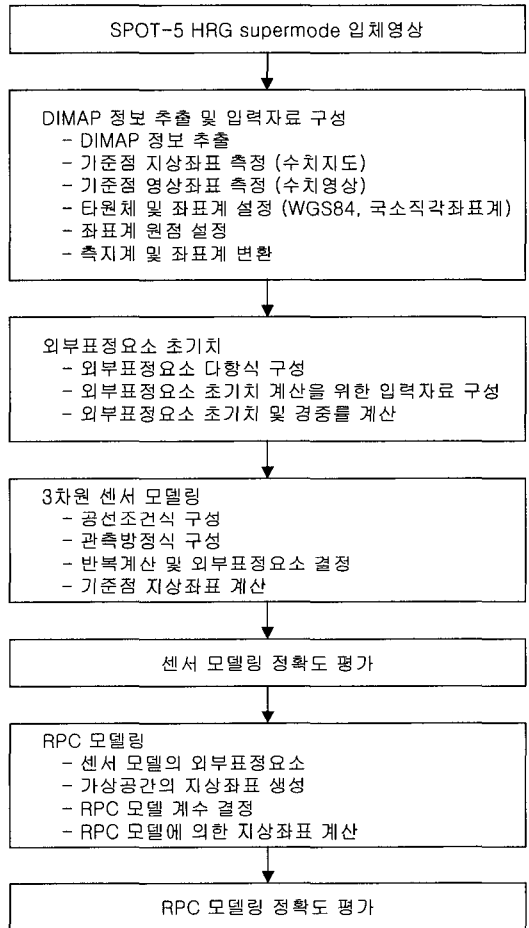 SPOT-5 HRG supermode 입체영상
DIMAP 정보 추출 및 입력자료 구성
- DIMAP 정보 추출
- 기준점 지상좌표 측정 (수치지도)
- 기준점 영상좌표 측정 (수치영상)
- 타원체 및 좌표계 설정 (WGS84, 국소직각좌표계)
- 좌표계 원점 설정
- 측지계 및 좌표계 변환
외부표정요소 초기치
- 외부표정요소 다항식 구성
- 외부표정요소 초기치 계산을 위한 입력자료 구성
- 외부표정요소 초기치 및 경중률 계산
3차원 센서 모델링
- 공선조건식 구성
- 관측방정식 구성
- 반복계산 및 외부표정요소 결정
- 기준점 지상좌표 계산
센서 모델링 정확도 평가
RPC 모델링
- 센서 모델의 외부표정요소
- 가상공간의 지상좌표 생성
- RPC 모델 계수 결정
- RPC 모델에 의한 지상좌표 계산
RPC 모델링 정확도 평가